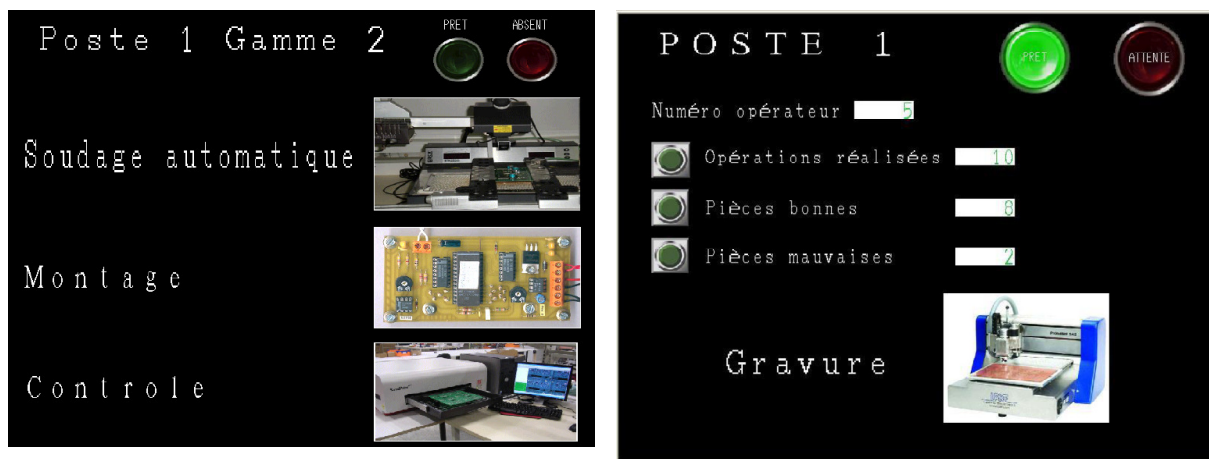 Poste 1 Gamme 2
PRET
ABSENT
Soudage automatique
Montage
Controle
POSTE 1
PRET
ATTENTE
Numéro opérateur 5
Opérations réalisées 10
Pièces bonnes 8
Pièces mauvaises 2
Gravure